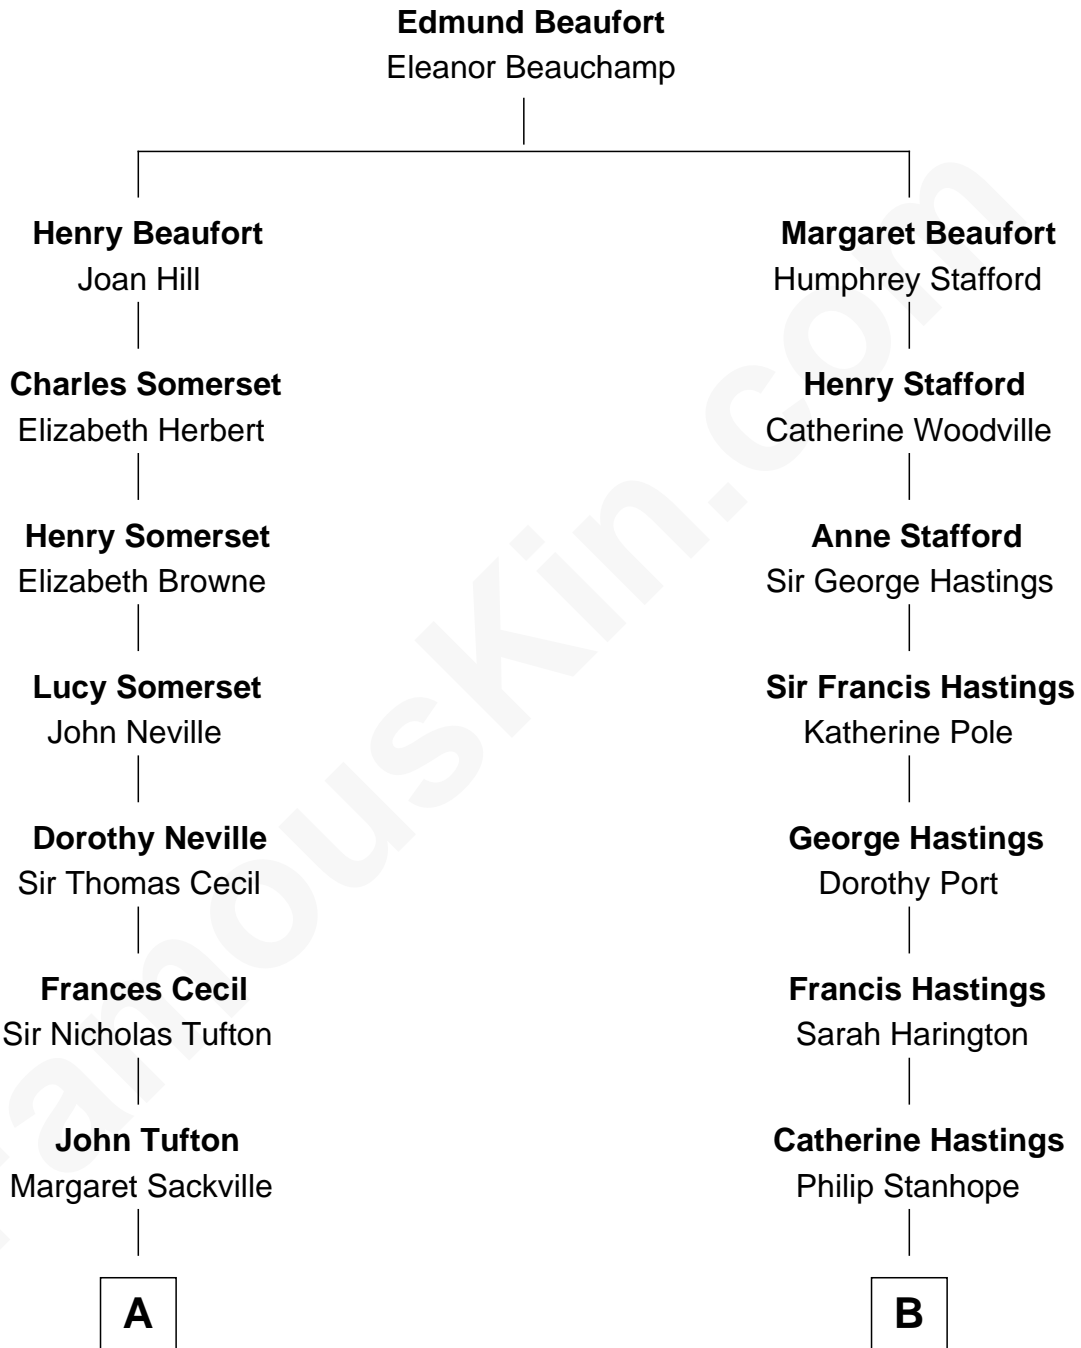 Edmund Beaufort
Eleanor Beauchamp
Henry Beaufort
Joan Hill
Margaret Beaufort
Humphrey Stafford
Charles Somerset
Elizabeth Herbert
Henry Stafford
Catherine Woodville
Henry Somerset
Elizabeth Browne
Anne Stafford
Sir George Hastings
Lucy Somerset
John Neville
Sir Francis Hastings
Katherine Pole
Dorothy Neville
Sir Thomas Cecil
George Hastings
Dorothy Port
Frances Cecil
Sir Nicholas Tufton
Francis Hastings
Sarah Harington
John Tufton
Margaret Sackville
Catherine Hastings
Philip Stanhope
A
B
FamousKin.com